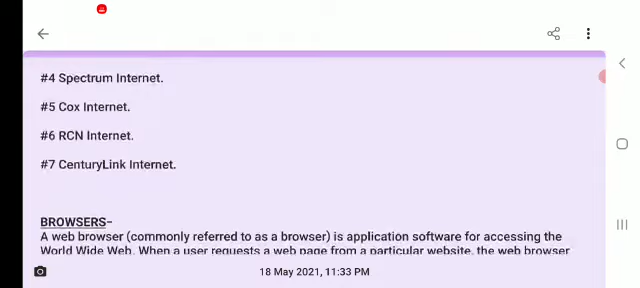 #4 Spectrum Internet.
#5 Cox Internet.
#6 RCN Internet.
#7 CenturyLink Internet.
BROWSERS-
A web browser (commonly referred to as a browser) is application software for accessing the
World Wide Web. When a user requests a web page from a particular website, the web browser
18 May 2021, 11:33 PM